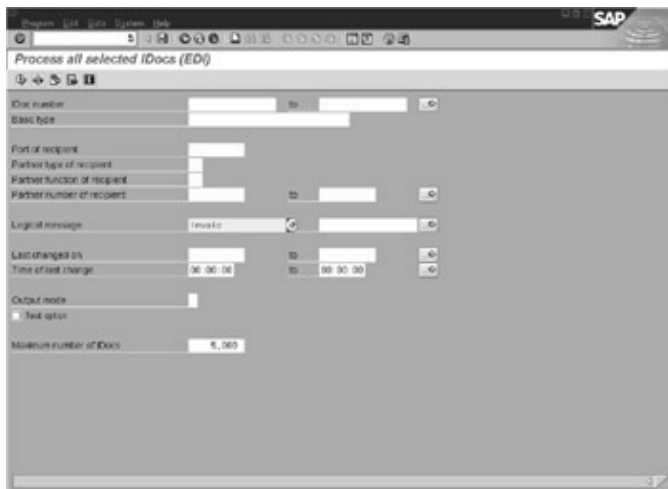 Program Edit Goto System Help
SAP
Process all selected IDocs (EDI)
IDoc number to
Basic type
Port of recipient
Partner type of recipient
Partner function of recipient
Partner number of recipient to
Logical message invoic
Last changed on to
Time of last change 00:00:00 to 00:00:00
Output mode
Test option
Maximum number of IDocs 5,000